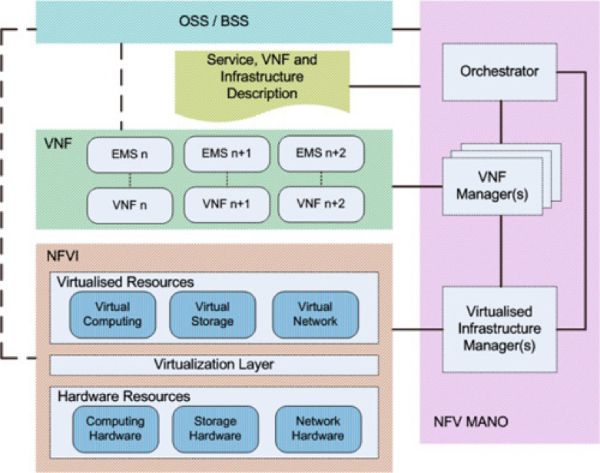 OSS / BSS
Service, VNF and
Infrastructure
Description
Orchestrator
VNF
EMS n
EMS n+1
EMS n+2
VNF n
VNF n+1
VNF n+2
VNF
Manager(s)
NFVI
Virtualised Resources
Virtual
Computing
Virtual
Storage
Virtual
Network
Virtualised
Infrastructure
Manager(s)
Virtualization Layer
Hardware Resources
Computing
Hardware
Storage
Hardware
Network
Hardware
NFV MANO